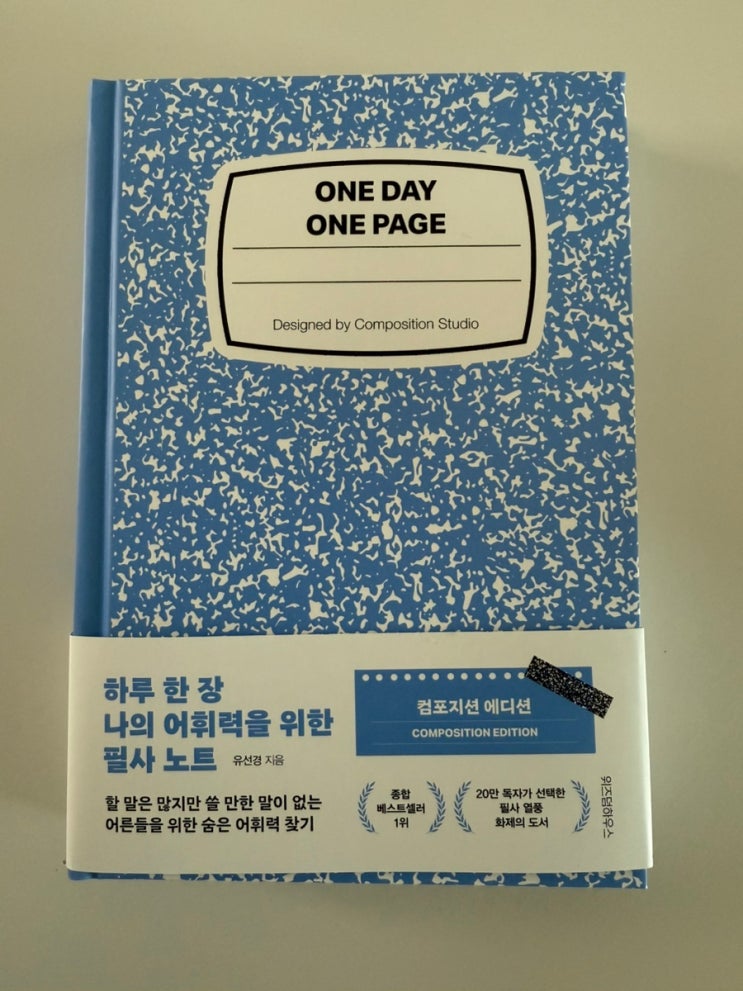 ONE DAY
ONE PAGE
Designed by Composition Studio
하루 한 장
나의 어휘력을 위한
필사 노트 유선경 지음
할 말은 많지만 쓸 만한 말이 없는
어른들을 위한 숨은 어휘력 찾기
컴포지션 에디션
COMPOSITION EDITION
종합
베스트셀러
1위
20만 독자가 선택한
필사 열풍
화제의 도서
위즈덤하우스